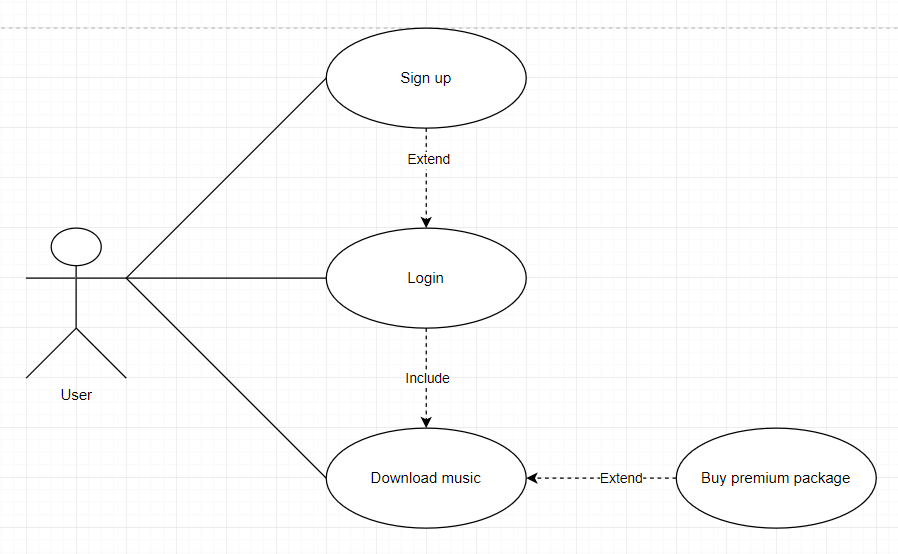 Sign up
Extend
Login
User
Include
Download music
Extend
Buy premium package